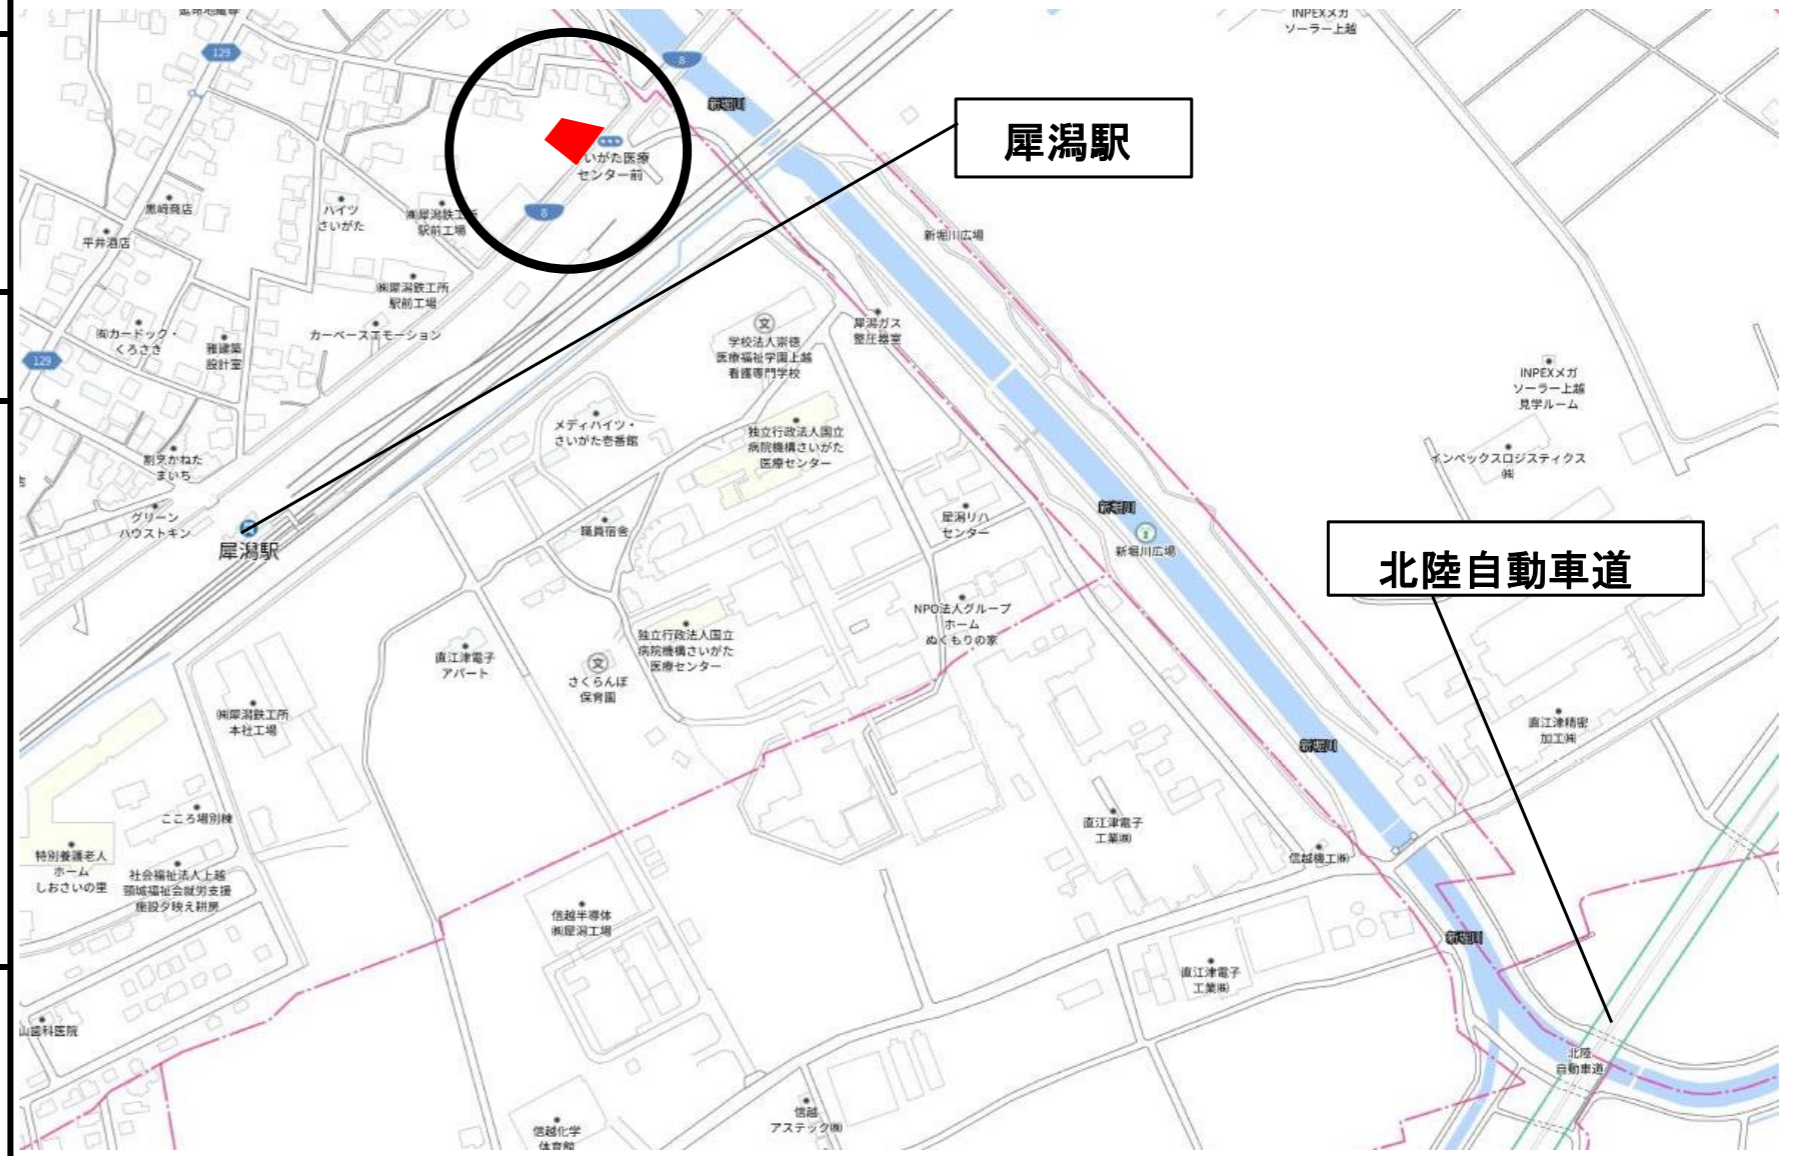 129
8
新堀川
INPEXメガ
ソーラー上越
犀潟駅
いがた医療
センター前
8
黒崎商店
平井酒店
ハイツ
さいがた
㈱犀潟鉄工所
駅前工場
新堀川広場
㈱犀潟鉄工所
駅前工場
㈲カードック・
くろさき
雅建築
設計室
カーベースエモーション
129
学校法人崇徳
医療福祉学園上越
看護専門学校
犀潟ガス
整圧器室
INPEXメガ
ソーラー上越
見学ルーム
メディハイツ・
さいがた壱番館
独立行政法人国立
病院機構さいがた
医療センター
割烹かねた
まいち
インペックスロジスティクス
㈱
グリーン
ハウストキン
犀潟駅
職員宿舎
犀潟リハ
センター
新堀川
新堀川広場
北陸自動車道
NPO法人グループ
ホーム
ぬくもりの家
独立行政法人国立
病院機構さいがた
医療センター
直江津電子
アパート
さくらんぼ
保育園
㈱犀潟鉄工所
本社工場
直江津精密
加工㈱
新堀川
こころ場別棟
直江津電子
工業㈱
特別養護老人
ホーム
しおさいの里
社会福祉法人上越
頸城福祉会就労支援
施設夕映え耕房
信越機工㈱
信越半導体
㈱犀潟工場
新堀川
直江津電子
工業㈱
山歯科医院
北陸
自動車道
信越
アステック㈱
信越化学
体育館